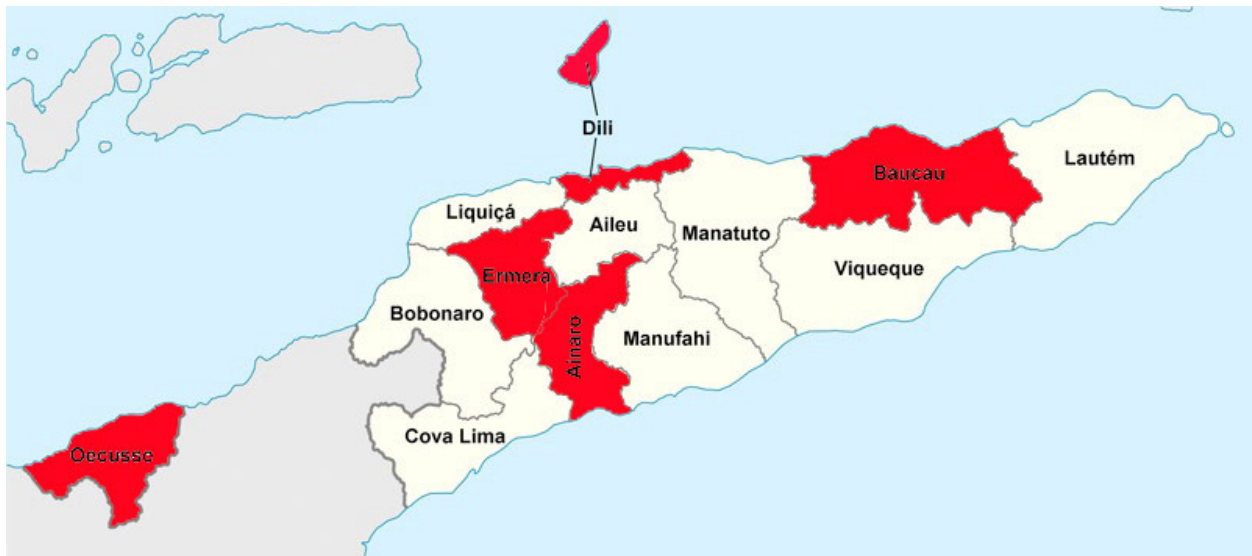 Dili
Baucau
Lautém
Liquiçá
Aileu
Manatuto
Ermera
Viqueque
Bobonaro
Ainaro
Manufahi
Cova Lima
Oecusse